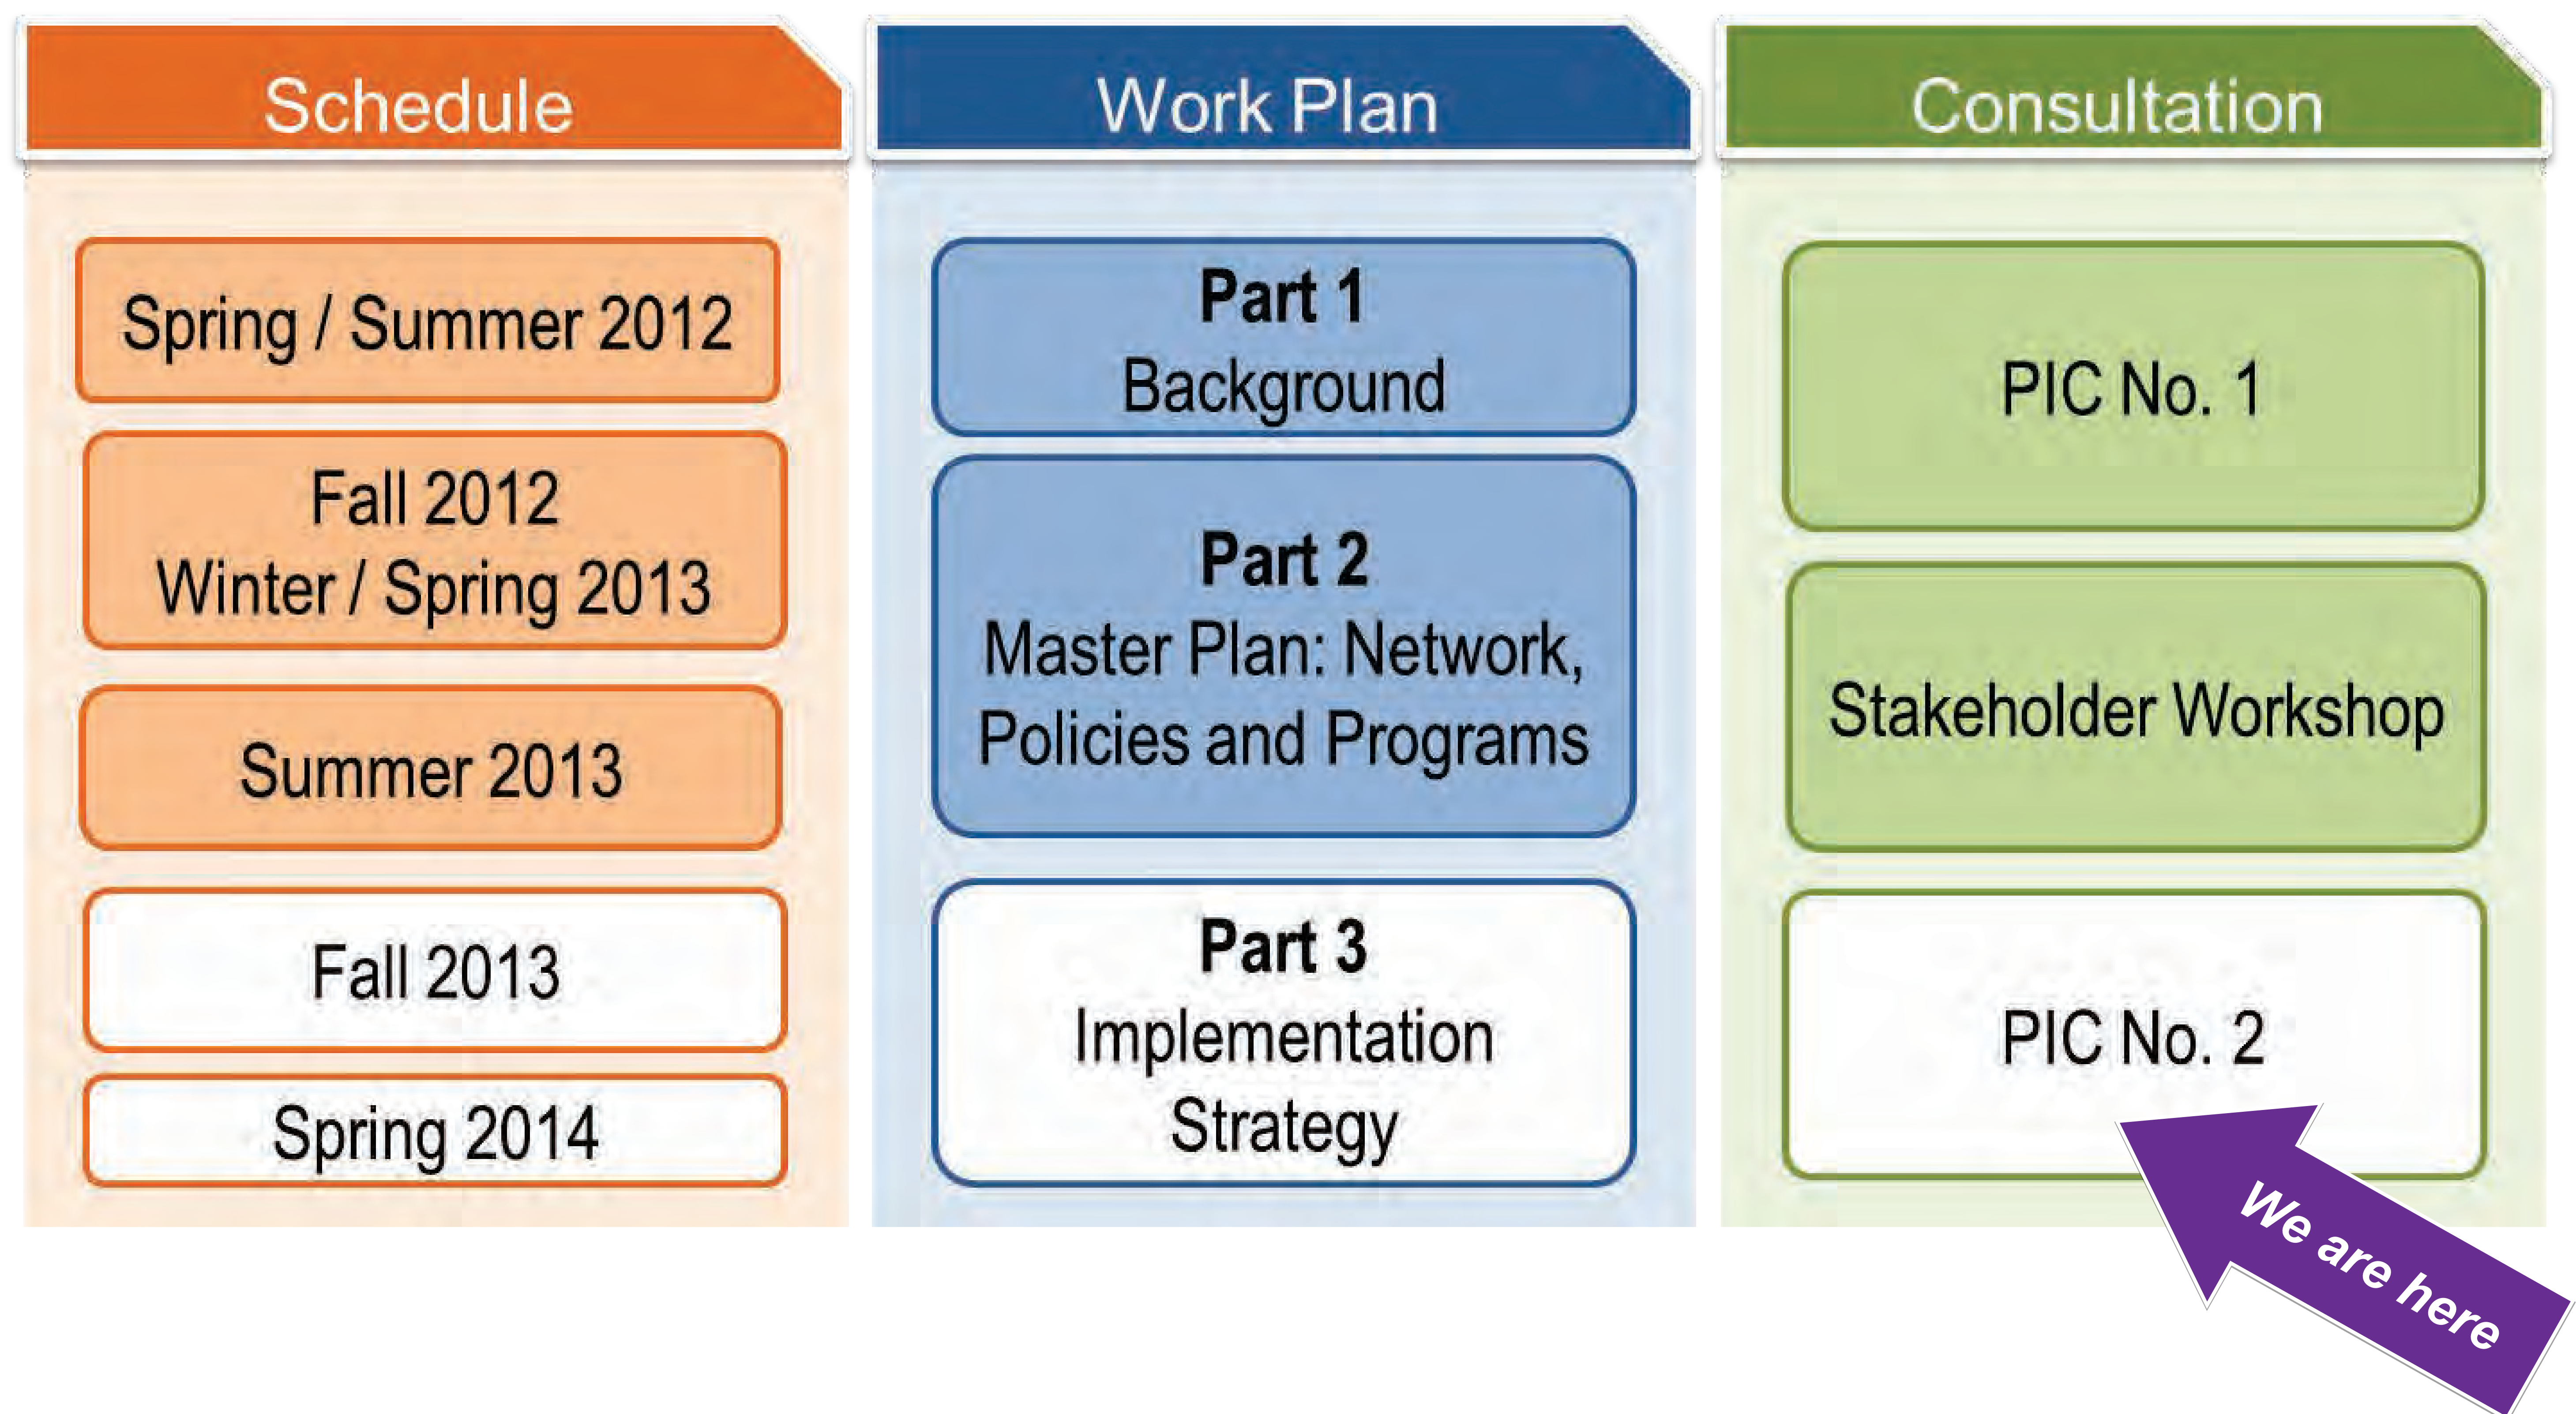 Schedule
Spring / Summer 2012
Fall 2012
Winter / Spring 2013
Summer 2013
Fall 2013
Spring 2014
Work Plan
Part 1
Background
Part 2
Master Plan: Network,
Policies and Programs
Part 3
Implementation
Strategy
Consultation
PIC No. 1
Stakeholder Workshop
PIC No. 2
We are here